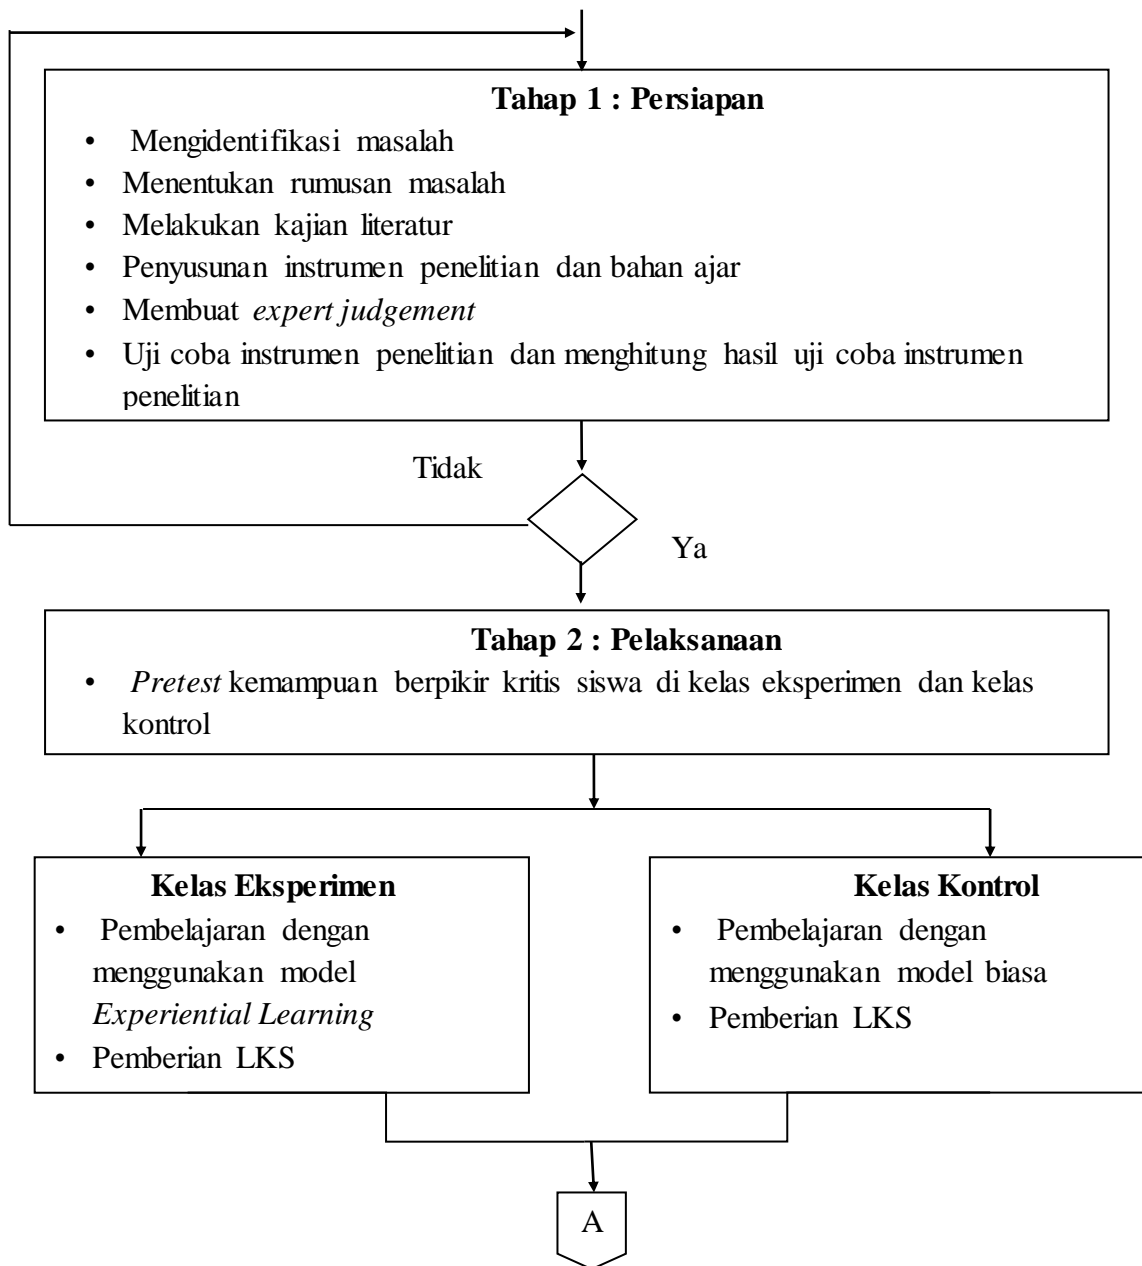 Tahap 1 : Persiapan
• Mengidentifikasi masalah
• Menentukan rumusan masalah
• Melakukan kajian literatur
• Penyusunan instrumen penelitian dan bahan ajar
• Membuat expert judgement
• Uji coba instrumen penelitian dan menghitung hasil uji coba instrumen
penelitian
Tidak
Ya
Tahap 2 : Pelaksanaan
• Pretest kemampuan berpikir kritis siswa di kelas eksperimen dan kelas
kontrol
Kelas Eksperimen
• Pembelajaran dengan
menggunakan model
Experiential Learning
• Pemberian LKS
Kelas Kontrol
• Pembelajaran dengan
menggunakan model biasa
• Pemberian LKS
A